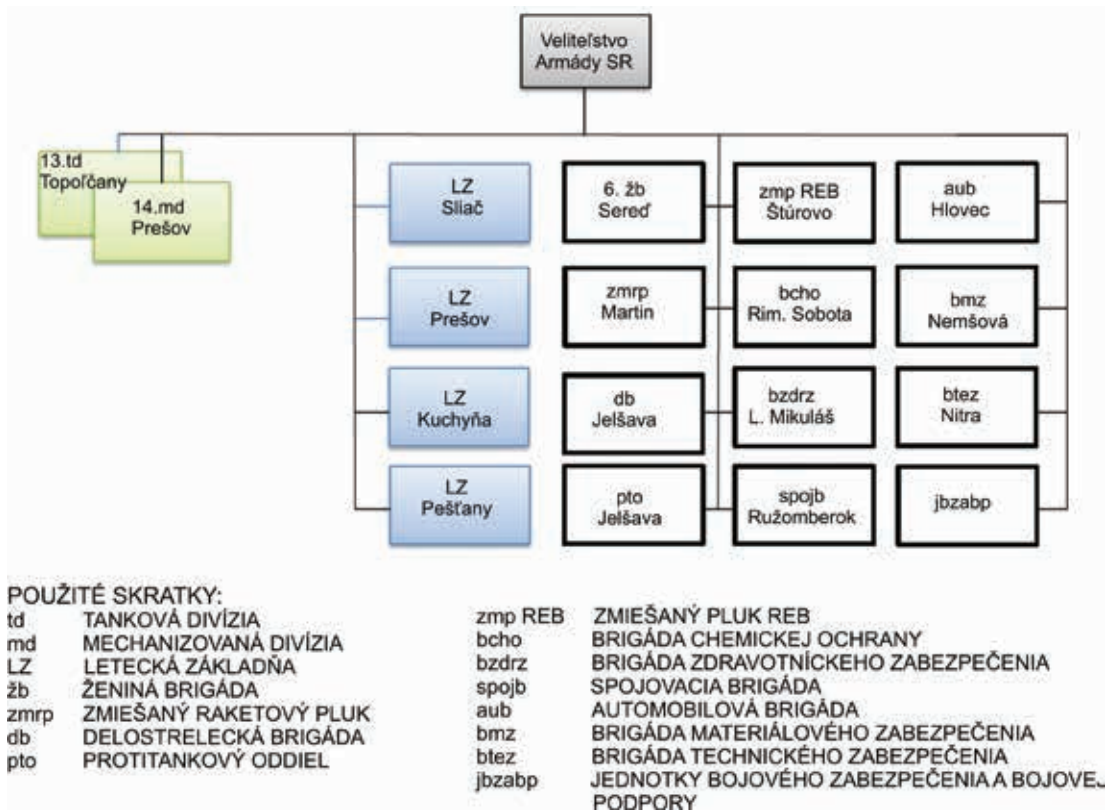 Veliteľstvo
Armády SR
13.td
Topoľčany
14.md
Prešov
LZ
Sliač
6. žb
Sereď
zmp REB
Štúrovo
aub
Hlovec
LZ
Prešov
zmrp
Martin
bcho
Rim. Sobota
bmz
Nemšová
LZ
Kuchyňa
db
Jelšava
bzdrz
L. Mikuláš
btez
Nitra
LZ
Pešťany
pto
Jelšava
spojb
Ružomberok
jbzabp
POUŽITÉ SKRATKY:
td TANKOVÁ DIVÍZIA
md MECHANIZOVANÁ DIVÍZIA
LZ LETECKÁ ZÁKLADŇA
žb ŽENINÁ BRIGÁDA
zmrp ZMIEŠANÝ RAKETOVÝ PLUK
db DELOSTRELECKÁ BRIGÁDA
pto PROTITANKOVÝ ODDIEL
zmp REB ZMIEŠANÝ PLUK REB
bcho BRIGÁDA CHEMICKEJ OCHRANY
bzdrz BRIGÁDA ZDRAVOTNÍCKEHO ZABEZPEČENIA
spojb SPOJOVACIA BRIGÁDA
aub AUTOMOBILOVÁ BRIGÁDA
bmz BRIGÁDA MATERIÁLOVÉHO ZABEZPEČENIA
btez BRIGÁDA TECHNICKÉHO ZABEZPEČENIA
jbzabp JEDNOTKY BOJOVÉHO ZABEZPEČENIA A BOJOVEJ
PODPORY